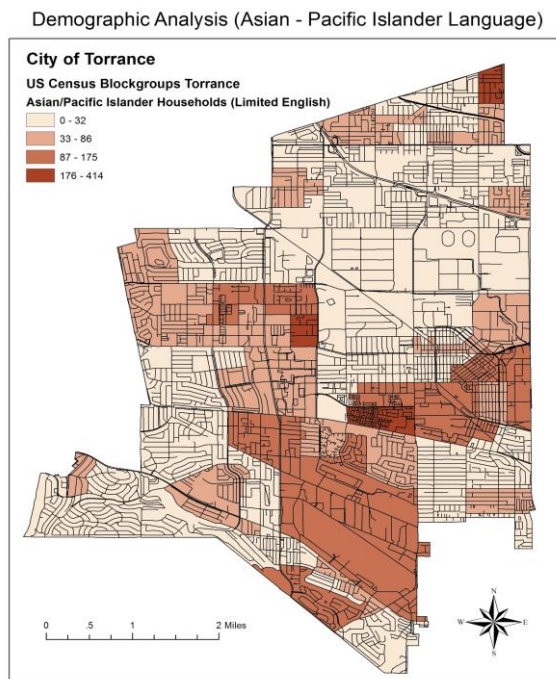 Demographic Analysis (Asian - Pacific Islander Language)
City of Torrance
US Census Blockgroups Torrance
Asian/Pacific Islander Households (Limited English)
0 - 32
33 - 86
87 - 175
176 - 414
0 .5 1 2 Miles
N
W E
S